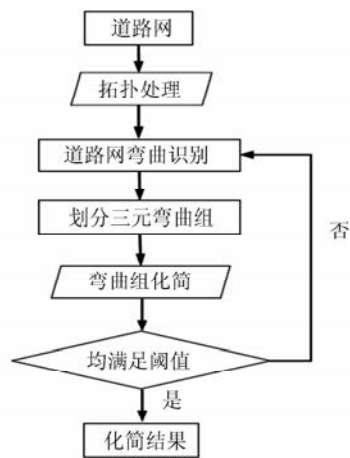 道路网
拓扑处理
道路网弯曲识别
划分三元弯曲组
否
弯曲组化简
均满足阈值
是
化简结果